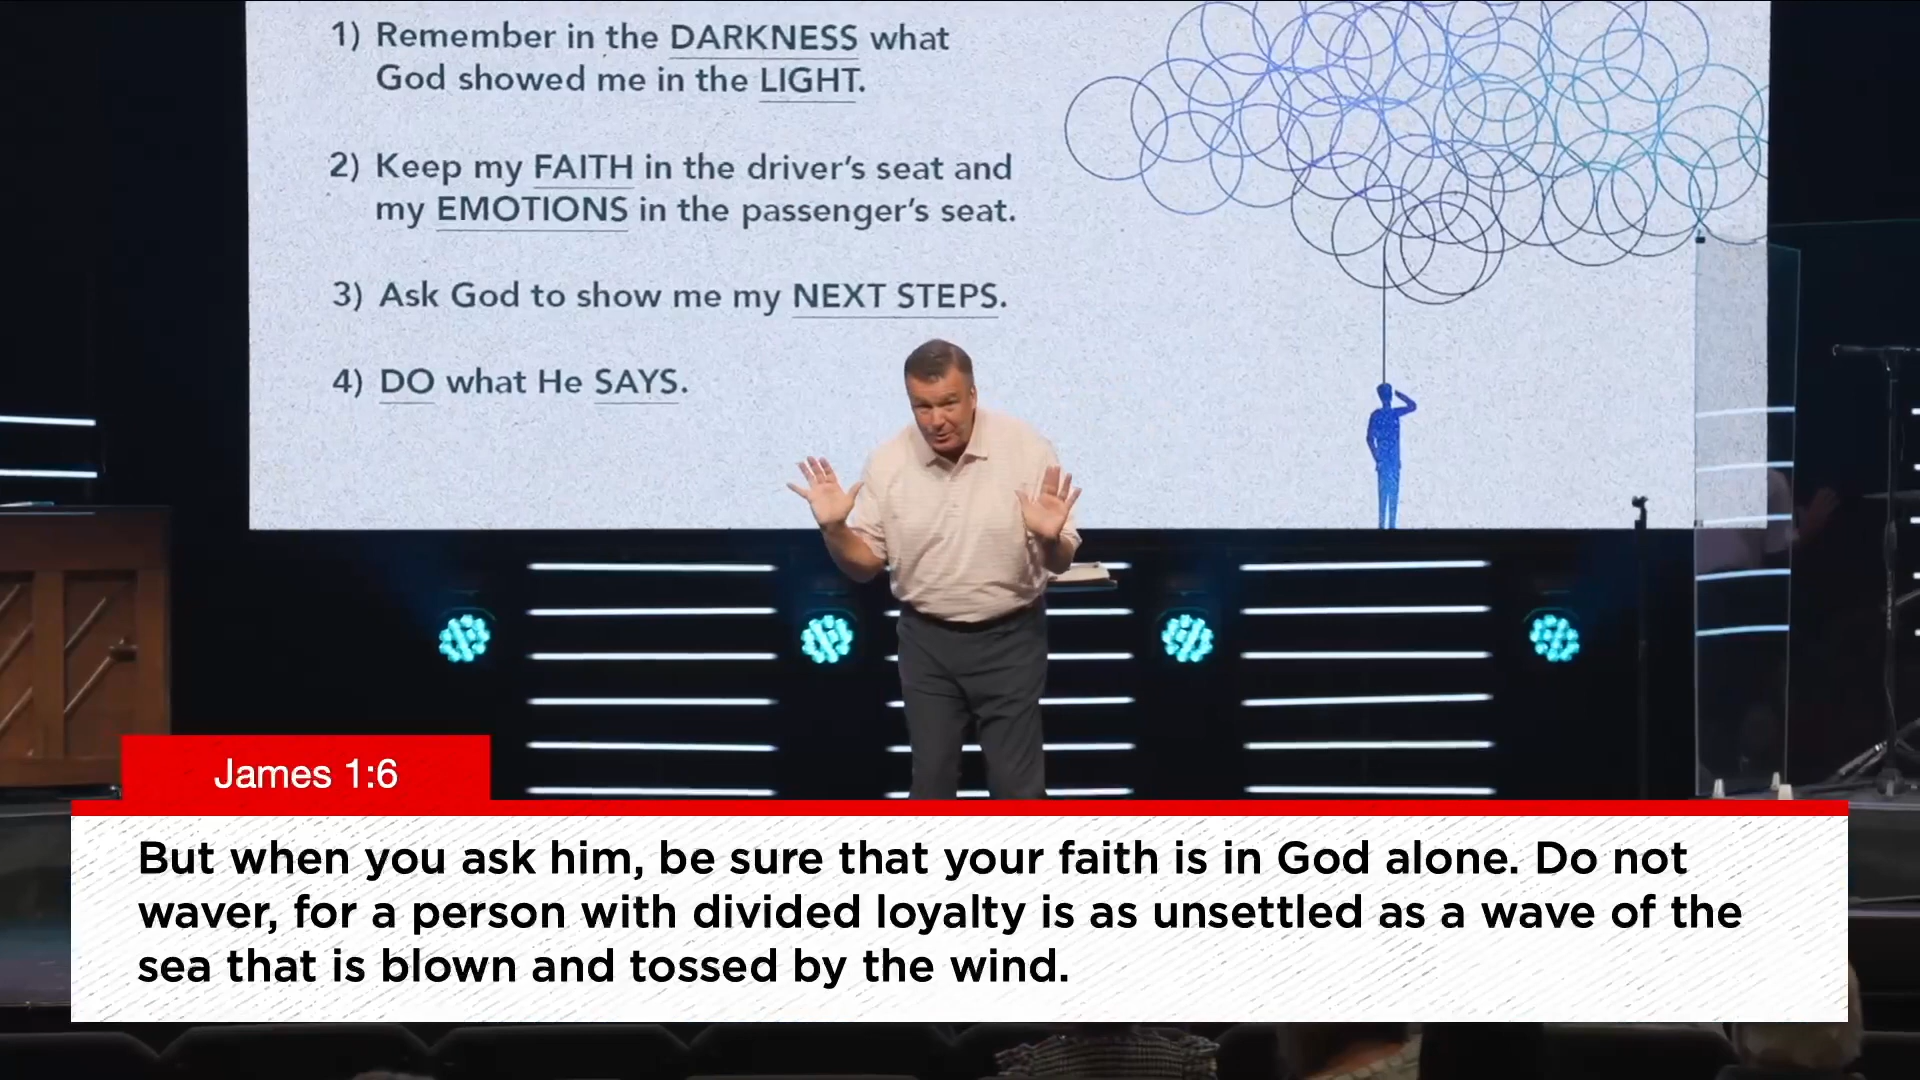 1) Remember in the DARKNESS what
God showed me in the LIGHT.
2) Keep my FAITH in the driver's seat and
my EMOTIONS in the passenger's seat.
3) Ask God to show me my NEXT STEPS.
4) DO what He SAYS.
James 1:6
But when you ask him, be sure that your faith is in God alone. Do not
waver, for a person with divided loyalty is as unsettled as a wave of the
sea that is blown and tossed by the wind.